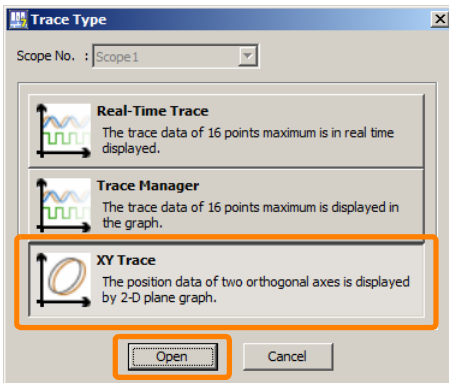 Trace Type
Scope No. : Scope1
Real-Time Trace
The trace data of 16 points maximum is in real time
displayed.
Trace Manager
The trace data of 16 points maximum is displayed in
the graph.
XY Trace
The position data of two orthogonal axes is displayed
by 2-D plane graph.
Open Cancel